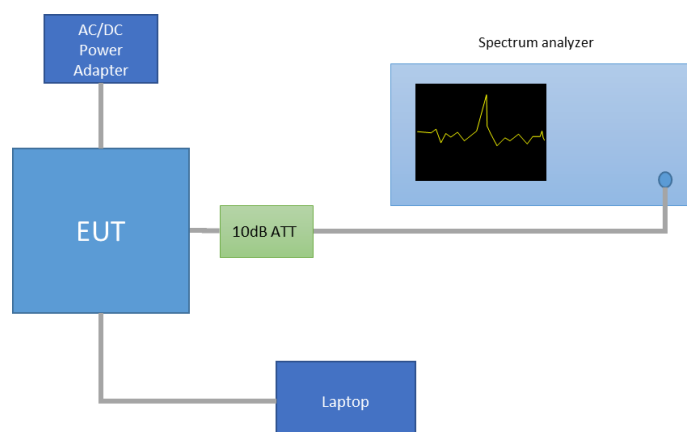 AC/DC
Power
Adapter
Spectrum analyzer
EUT
10dB ATT
Laptop